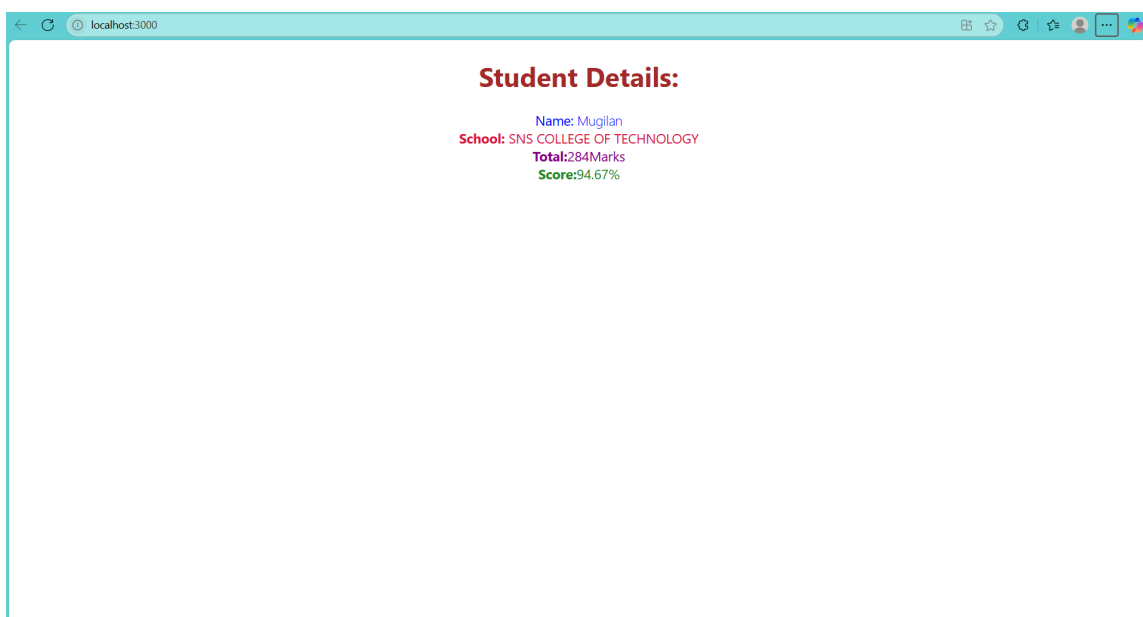 localhost:3000
Student Details:
Name: Mugilan
School: SNS COLLEGE OF TECHNOLOGY
Total:284Marks
Score:94.67%